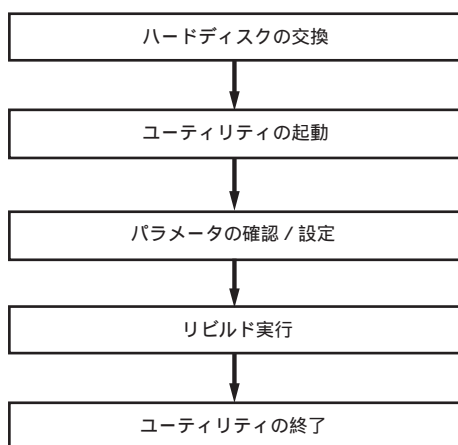 ハードディスクの交換
ユーティリティの起動
パラメータの確認 / 設定
リビルド実行
ユーティリティの終了